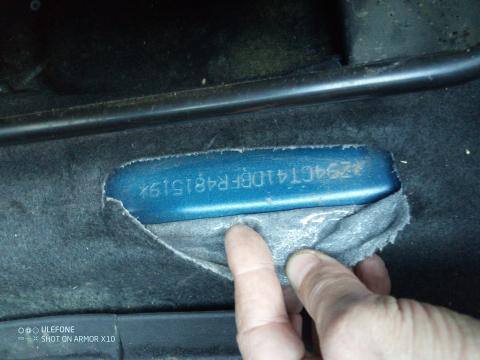 *Z94CT41DBFR481519*
ULEFONE
SHOT ON ARMOR X10